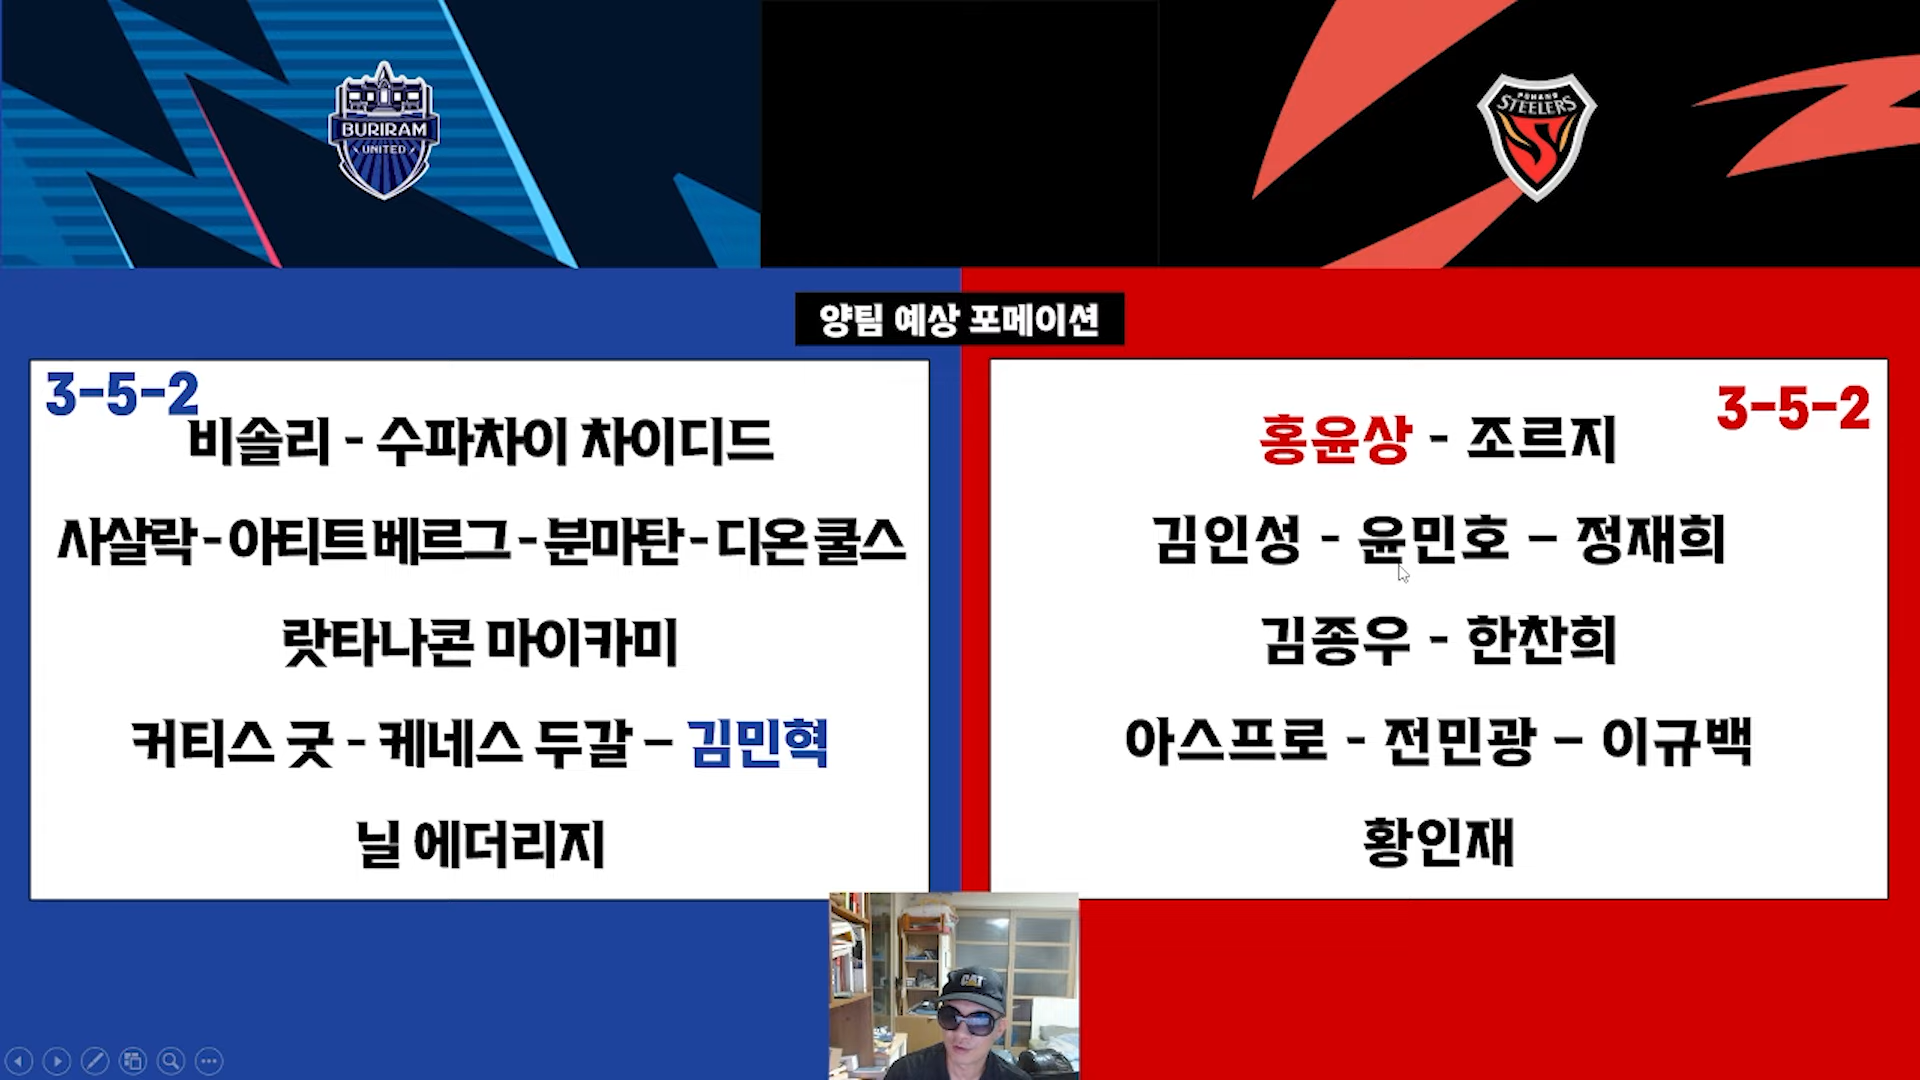 BURIRAM
UNITED
POHANG
STEELERS
양팀 예상 포메이션
3-5-2
비솔리 - 수파차이 차이디드
사살락 - 아티트 베르그 - 분마탄 - 디온 쿨스
랏타나콘 마이카미
커티스 굿 - 케네스 두갈 – 김민혁
닐 에더리지
3-5-2
홍윤상 - 조르지
김인성 - 윤민호 – 정재희
김종우 - 한찬희
아스프로 - 전민광 – 이규백
황인재
CAT